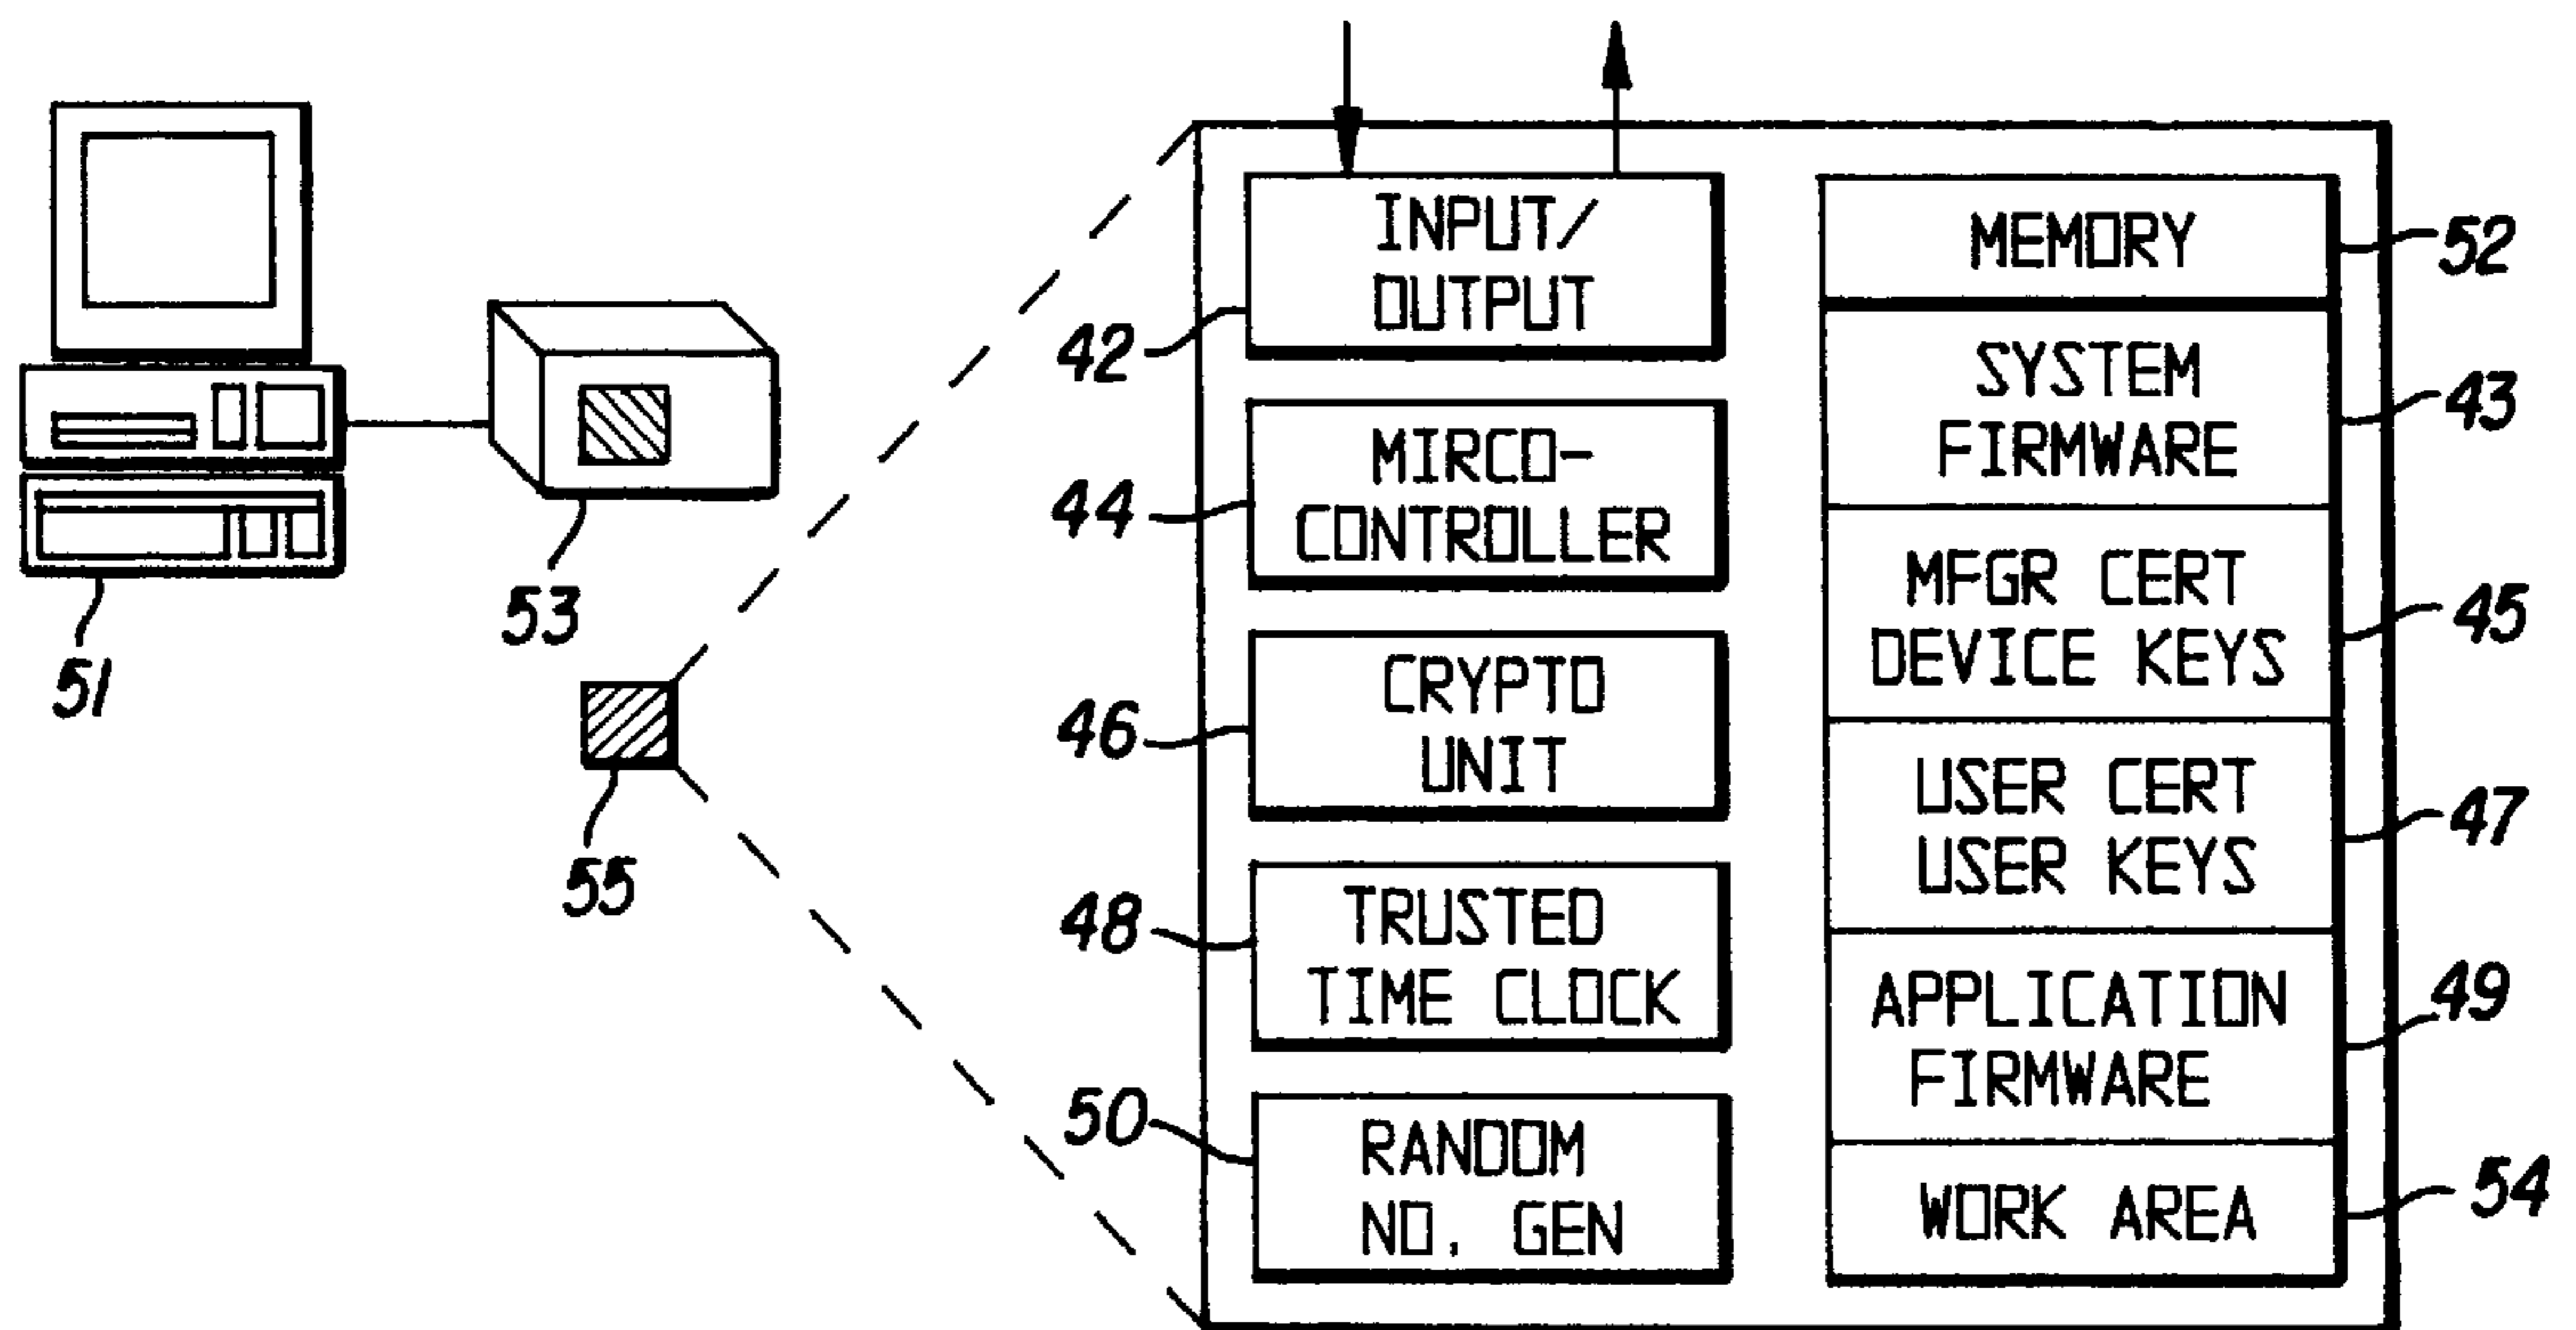 51
53
55
INPUT/
OUTPUT
42
MIRCO-
CONTROLLER
44
CRYPTO
UNIT
46
TRUSTED
TIME CLOCK
48
RANDOM
NO. GEN
50
MEMORY
52
SYSTEM
FIRMWARE
43
MFGR CERT
DEVICE KEYS
45
USER CERT
USER KEYS
47
APPLICATION
FIRMWARE
49
WORK AREA
54